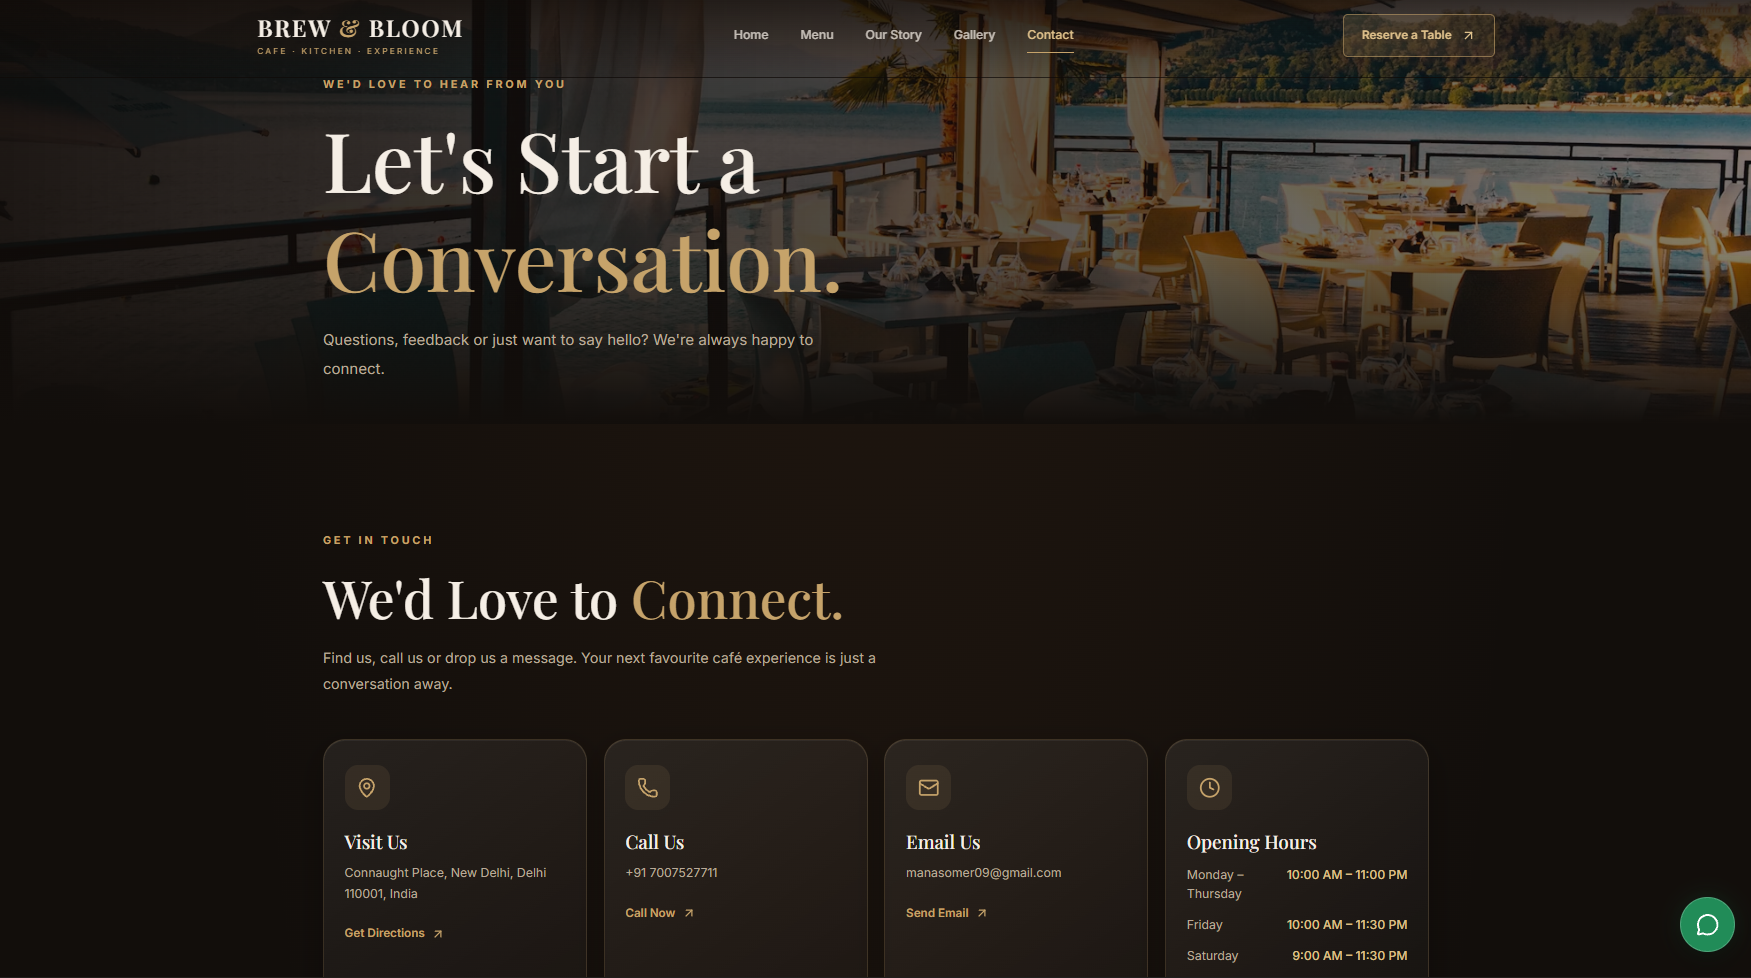 BREW & BLOOM
CAFE · KITCHEN · EXPERIENCE
Home
Menu
Our Story
Gallery
Contact
Reserve a Table
WE'D LOVE TO HEAR FROM YOU
Let's Start a
Conversation.
Questions, feedback or just want to say hello? We're always happy to
connect.
GET IN TOUCH
We'd Love to Connect.
Find us, call us or drop us a message. Your next favourite café experience is just a
conversation away.
Visit Us
Connaught Place, New Delhi, Delhi
110001, India
Get Directions
Call Us
+91 7007527711
Call Now
Email Us
manasomer09@gmail.com
Send Email
Opening Hours
Monday – 10:00 AM – 11:00 PM
Thursday
Friday 10:00 AM – 11:30 PM
Saturday 9:00 AM – 11:30 PM